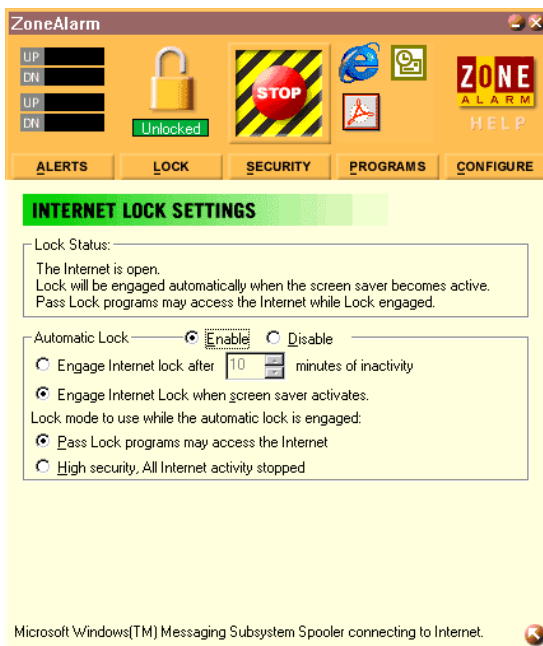 ZoneAlarm
UP
DN
UP
DN
Unlocked
STOP
ZONE
ALARM
HELP
ALERTS LOCK SECURITY PROGRAMS CONFIGURE
INTERNET LOCK SETTINGS
Lock Status:
The Internet is open.
Lock will be engaged automatically when the screen saver becomes active.
Pass Lock programs may access the Internet while Lock engaged.
Automatic Lock Enable Disable
Engage Internet lock after 10 minutes of inactivity
Engage Internet Lock when screen saver activates.
Lock mode to use while the automatic lock is engaged:
Pass Lock programs may access the Internet
High security, All Internet activity stopped
Microsoft Windows(TM) Messaging Subsystem Spooler connecting to Internet.